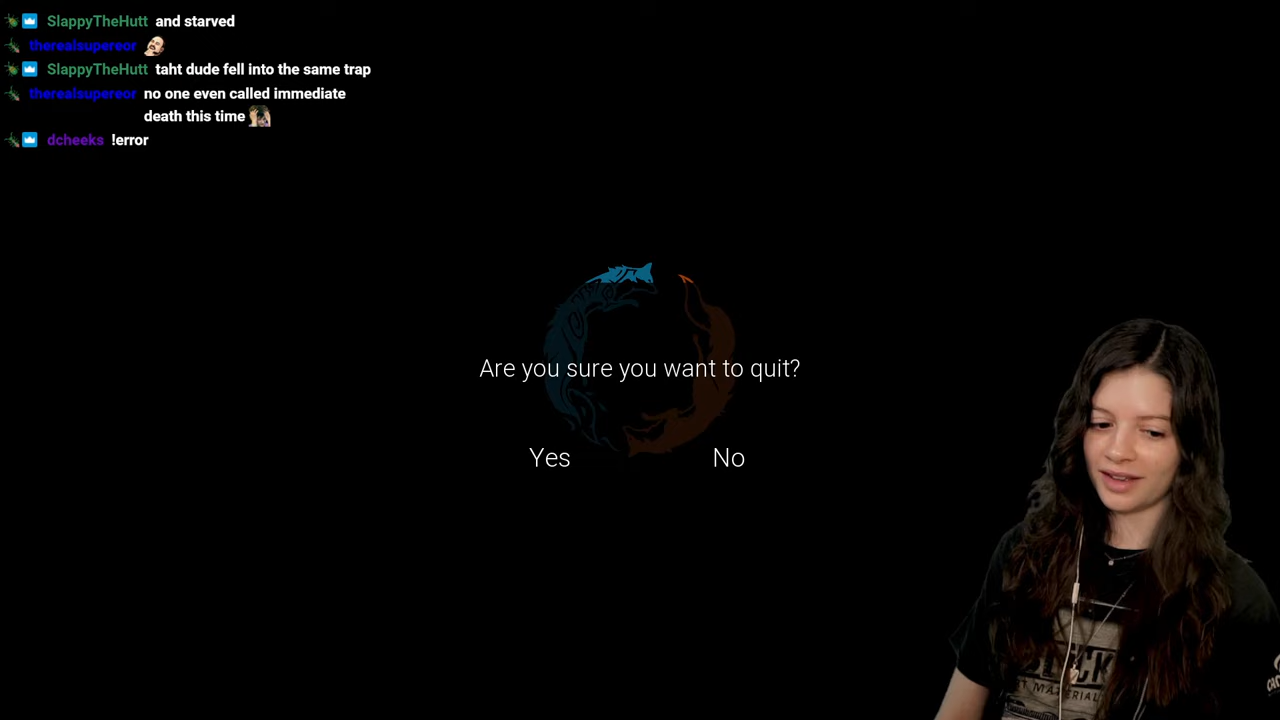 SlappyTheHutt and starved
therealsupereor
SlappyTheHutt taht dude fell into the same trap
therealsupereor no one even called immediate
death this time
dcheeks !error
Are you sure you want to quit?
Yes No